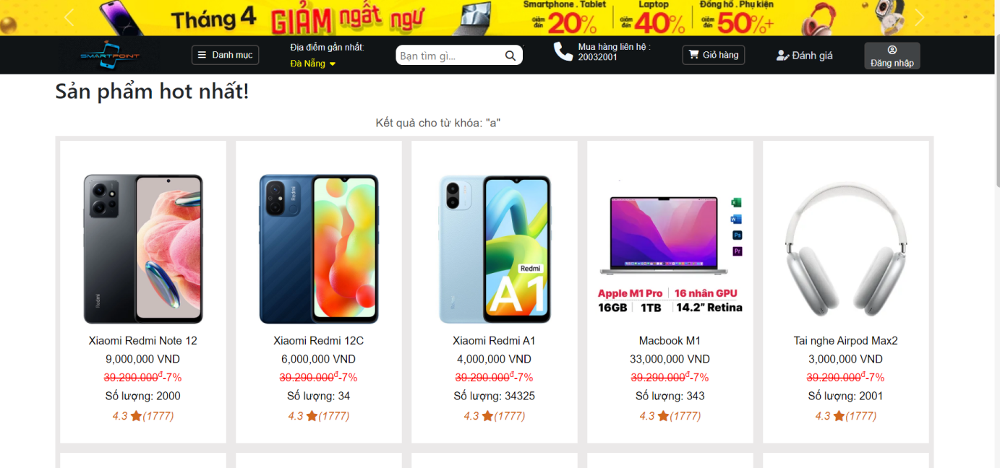 Tháng 4 GIẢM ngất ngư
Smartphone . Tablet
Giảm đến 20%
Laptop
Giảm đến 40%
Đồng hồ . Phụ kiện
Giảm đến 50%+
SMARTPOINT
Danh mục
Địa điểm gần nhất:
Đà Nẵng
Bạn tìm gì...
Mua hàng liên hệ :
20032001
Giỏ hàng
Đánh giá
Đăng nhập
Sản phẩm hot nhất!
Kết quả cho từ khóa: "a"
Redmi
Redmi
Redmi
A1
Apple M1 Pro | 16 nhân GPU
16GB | 1TB | 14.2” Retina
Xiaomi Redmi Note 12
9,000,000 VND
39.290.000đ-7%
Số lượng: 2000
4.3 (1777)
Xiaomi Redmi 12C
6,000,000 VND
39.290.000đ-7%
Số lượng: 34
4.3 (1777)
Xiaomi Redmi A1
4,000,000 VND
39.290.000đ-7%
Số lượng: 34325
4.3 (1777)
Macbook M1
33,000,000 VND
39.290.000đ-7%
Số lượng: 343
4.3 (1777)
Tai nghe Airpod Max2
3,000,000 VND
39.290.000đ-7%
Số lượng: 2001
4.3 (1777)